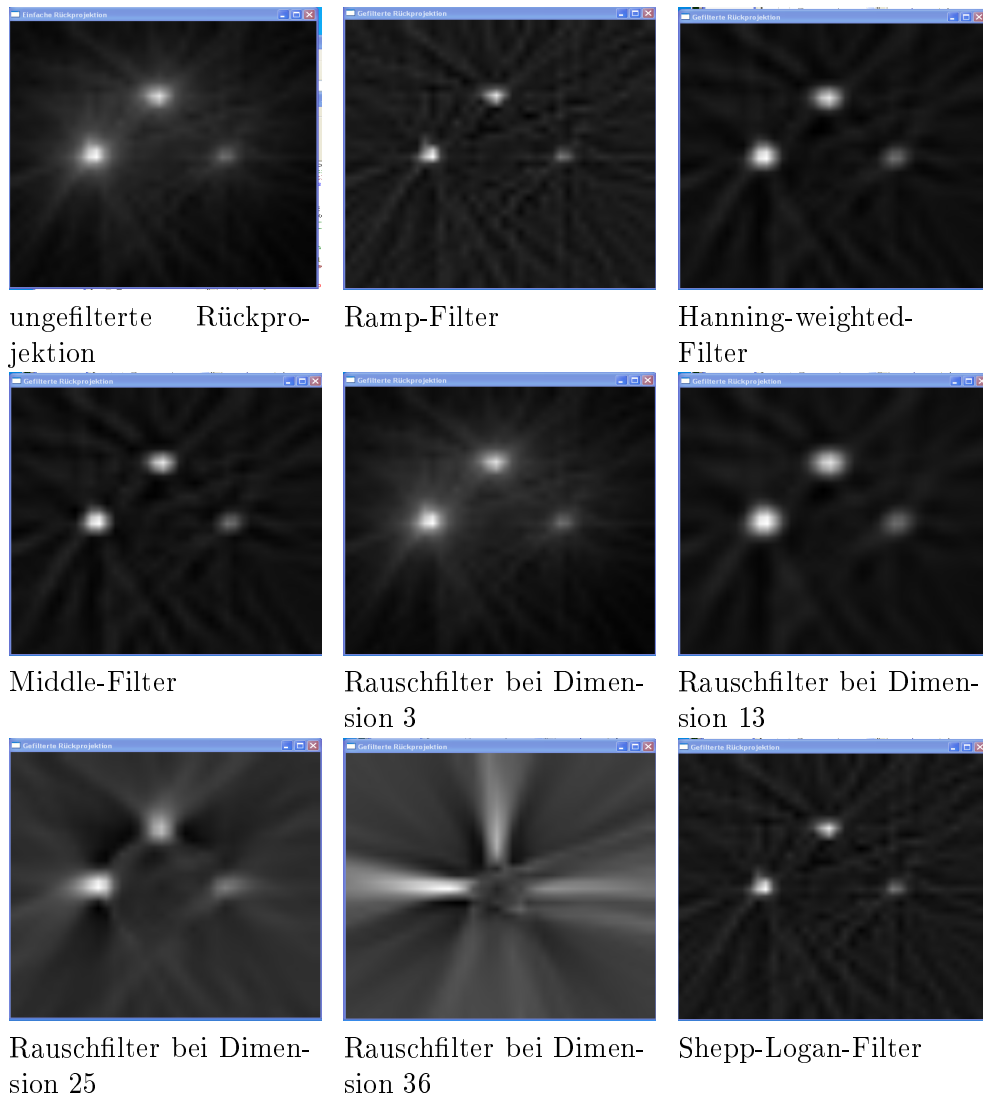 Einfache Rückprojektion
Gefilterte Rückprojektion
Gefilterte Rückprojektion
ungefilterte Rückpro-
jektion
Ramp-Filter
Hanning-weighted-
Filter
Gefilterte Rückprojektion
Gefilterte Rückprojektion
Gefilterte Rückprojektion
Middle-Filter
Rauschfilter bei Dimen-
sion 3
Rauschfilter bei Dimen-
sion 13
Gefilterte Rückprojektion
Gefilterte Rückprojektion
Gefilterte Rückprojektion
Rauschfilter bei Dimen-
sion 25
Rauschfilter bei Dimen-
sion 36
Shepp-Logan-Filter